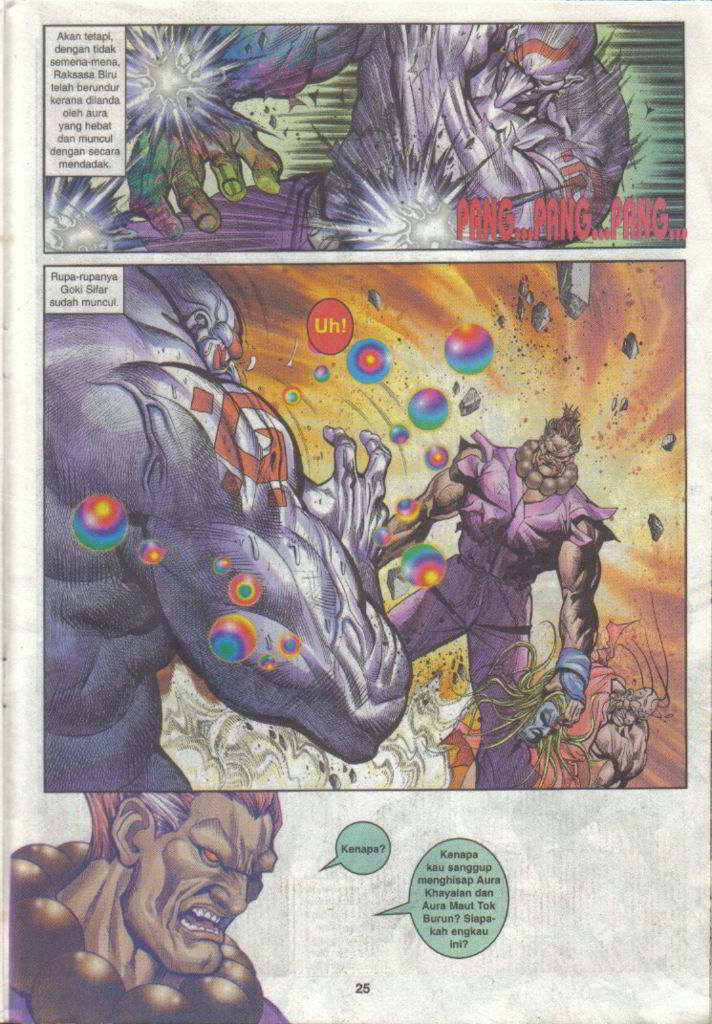 Akan tetapi,
dengan tidak
semena-mena,
Raksasa Biru
telah berundur
kerana dilanda
oleh aura
yang hebat
dan muncul
dengan secara
mendadak.
PANG...PANG...PANG...
Rupa-rupanya
Goki Sifar
sudah muncul.
Uh!
Kenapa?
Kenapa
kau sanggup
menghisap Aura
Khayalan dan
Aura Maut Tok
Burun? Siapa-
kah engkau
ini?
25